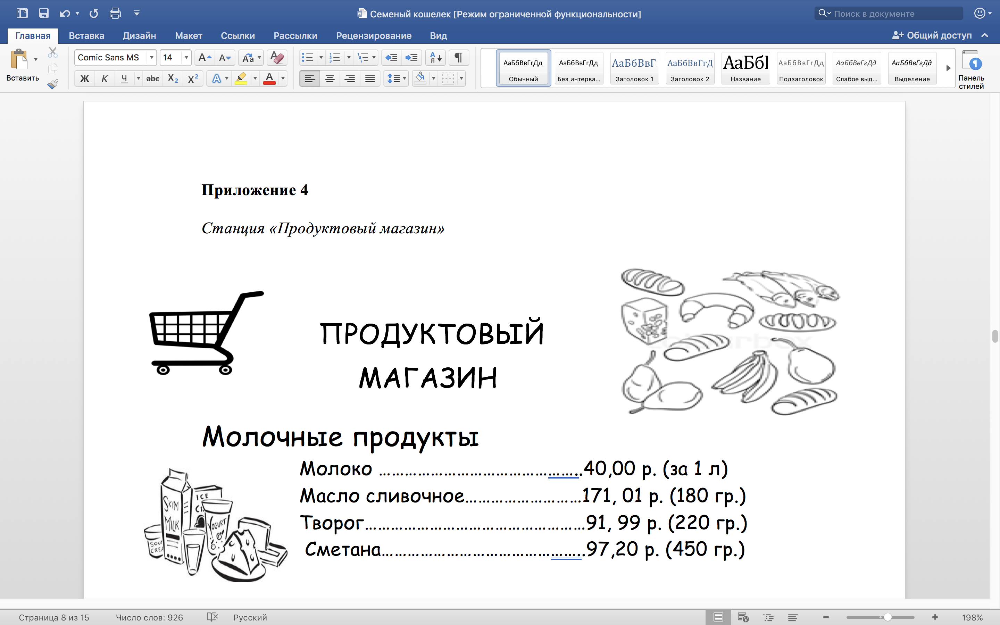 Семеный кошелек [Режим ограниченной функциональности]
Поиск в документе
Главная Вставка Дизайн Макет Ссылки Рассылки Рецензирование Вид Общий доступ
Вставить
Comic Sans MS 14
Ж К Ч abc X2 X2
АаБбВвГгДд АаБбВвГгДд АаБбВвГ АаБбВвГгД АаБбI АаБбВвГгДд АаБбВвГгДд АаБбВвГгДд
Обычный Без интерва... Заголовок 1 Заголовок 2 Название Подзаголовок Слабое выд... Выделение
Панель стилей
Приложение 4
Станция «Продуктовый магазин»
ПРОДУКТОВЫЙ
МАГАЗИН
Молочные продукты
Молоко ………………………………………..40,00 р. (за 1 л)
Масло сливочное………………………171, 01 р. (180 гр.)
Творог……………………………………………91, 99 р. (220 гр.)
Сметана………………………………………..97,20 р. (450 гр.)
SKIM
MILK
ICE
YOGURT
SOUR
CREA
Страница 8 из 15 Число слов: 926 Русский 198%